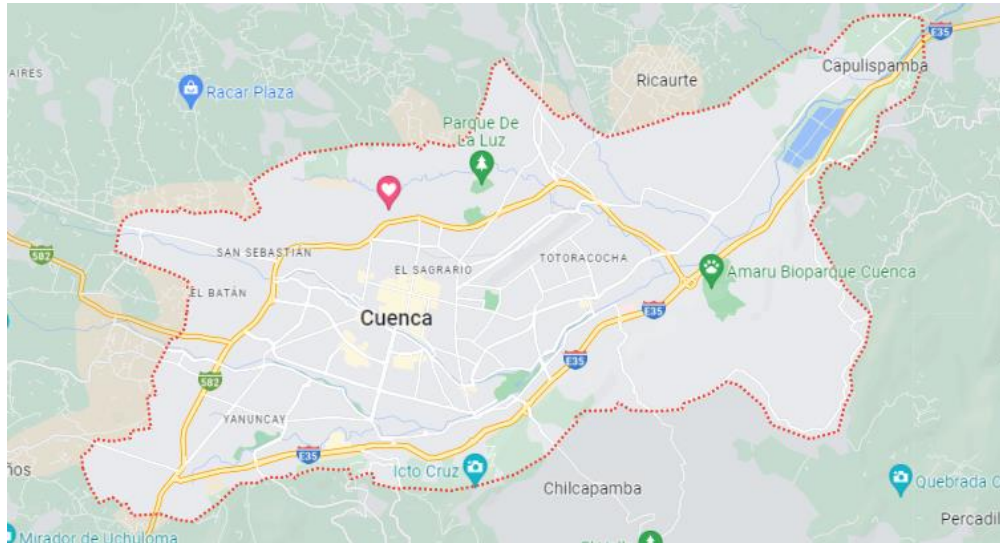 E35
Capulispamba
AIRES
Ricaurte
Racar Plaza
Parque De
La Luz
582
SAN SEBASTIÁN
EL SAGRARIO
TOTORACOCHA
Amaru Bioparque Cuenca
EL BATÁN
E35
Cuenca
E35
582
YANUNCAY
E35
Icto Cruz
ños
Chilcapamba
Quebrada C
Percadil
Mirador de Uchuloma